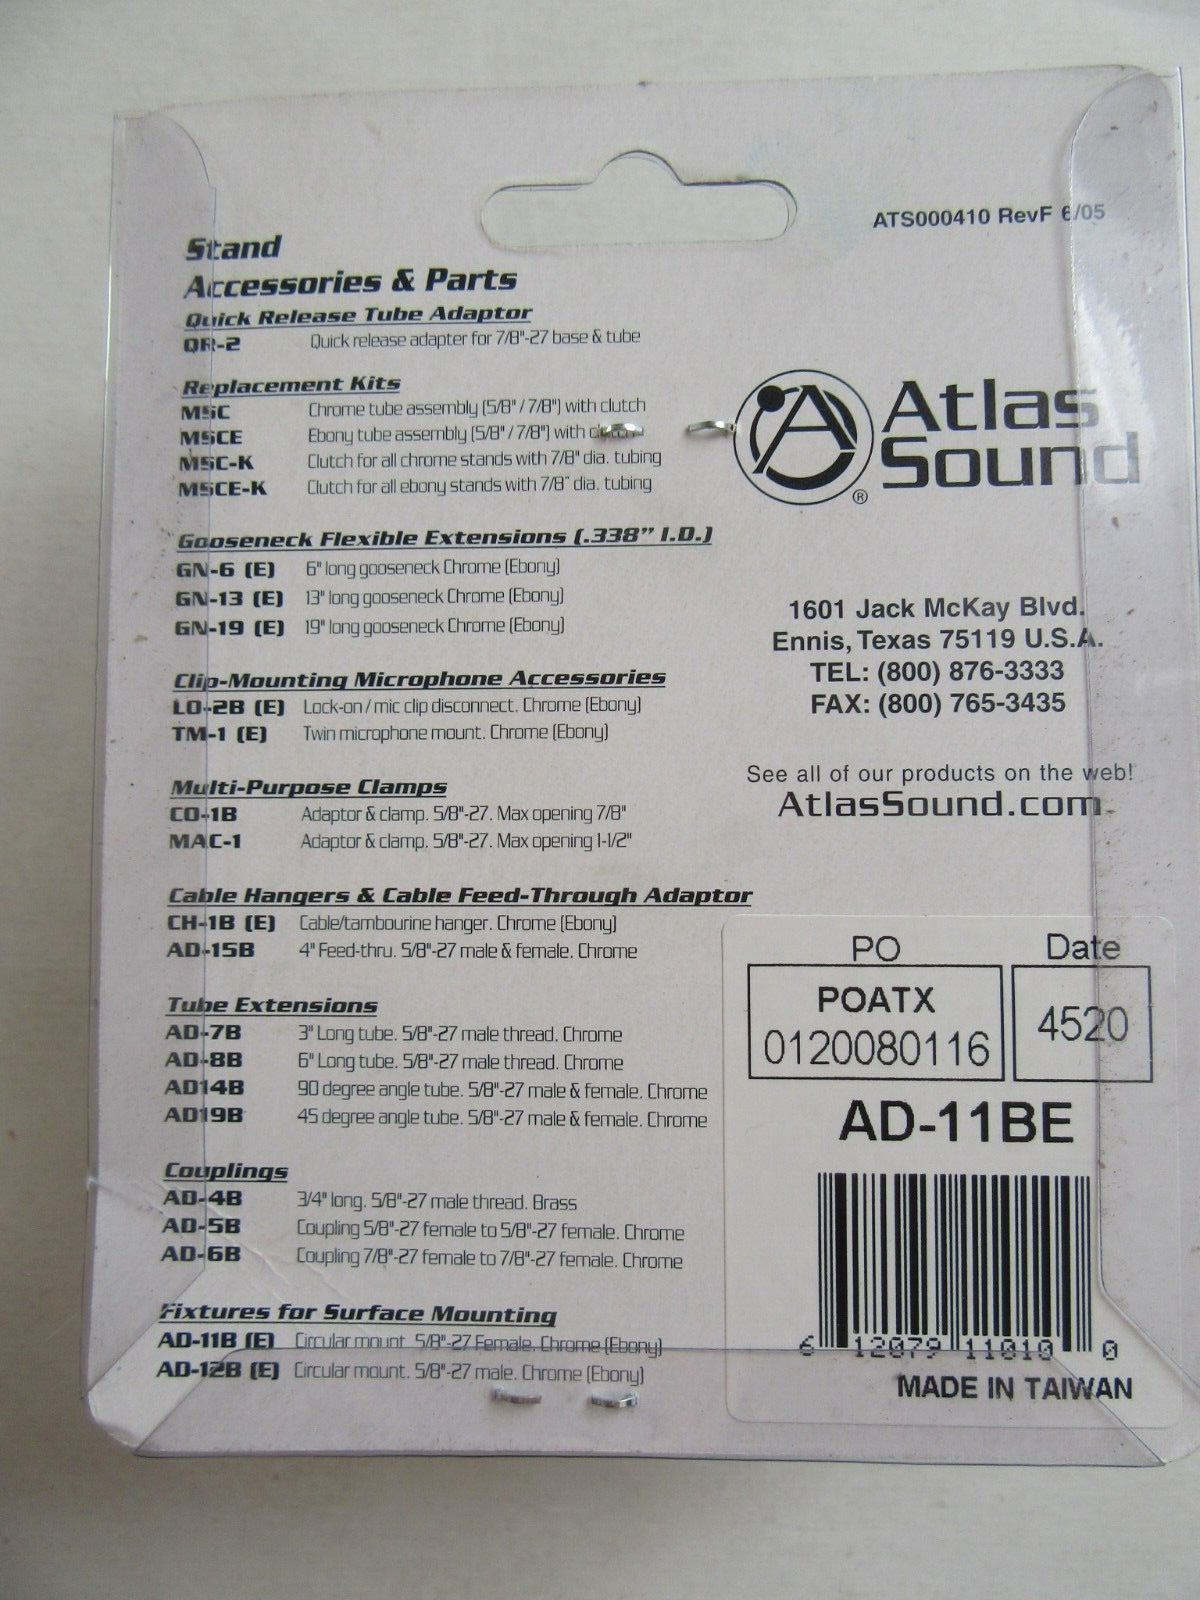 ATS000410 RevF 6/05
Stand
Accessories & Parts
Quick Release Tube Adaptor
QR-2 Quick release adapter for 7/8"-27 base & tube
Replacement Kits
MSC Chrome tube assembly (5/8" / 7/8") with clutch
MSCE Ebony tube assembly (5/8" / 7/8") with clutch
MSC-K Clutch for all chrome stands with 7/8" dia. tubing
MSCE-K Clutch for all ebony stands with 7/8" dia. tubing
Gooseneck Flexible Extensions (.338" I.D.)
GN-6 (E) 6" long gooseneck Chrome (Ebony)
GN-13 (E) 13" long gooseneck Chrome (Ebony)
GN-19 (E) 19" long gooseneck Chrome (Ebony)
Clip-Mounting Microphone Accessories
LO-2B (E) Lock-on / mic clip disconnect. Chrome (Ebony)
TM-1 (E) Twin microphone mount. Chrome (Ebony)
Multi-Purpose Clamps
CO-1B Adaptor & clamp. 5/8"-27. Max opening 7/8"
MAC-1 Adaptor & clamp. 5/8"-27. Max opening 1-1/2"
Cable Hangers & Cable Feed-Through Adaptor
CH-1B (E) Cable/tambourine hanger. Chrome (Ebony)
AD-15B 4" Feed-thru. 5/8"-27 male & female. Chrome
Tube Extensions
AD-7B 3" Long tube. 5/8"-27 male thread. Chrome
AD-8B 6" Long tube. 5/8"-27 male thread. Chrome
AD14B 90 degree angle tube. 5/8"-27 male & female. Chrome
AD19B 45 degree angle tube. 5/8"-27 male & female. Chrome
Couplings
AD-4B 3/4" long. 5/8"-27 male thread. Brass
AD-5B Coupling 5/8"-27 female to 5/8"-27 female. Chrome
AD-6B Coupling 7/8"-27 female to 7/8"-27 female. Chrome
Fixtures for Surface Mounting
AD-11B (E) Circular mount. 5/8"-27 Female. Chrome (Ebony)
AD-12B (E) Circular mount. 5/8"-27 male. Chrome (Ebony)
Atlas
Sound
®
1601 Jack McKay Blvd.
Ennis, Texas 75119 U.S.A.
TEL: (800) 876-3333
FAX: (800) 765-3435
See all of our products on the web!
AtlasSound.com
PO Date
POATX
0120080116
4520
AD-11BE
6 12079 11010 0
MADE IN TAIWAN